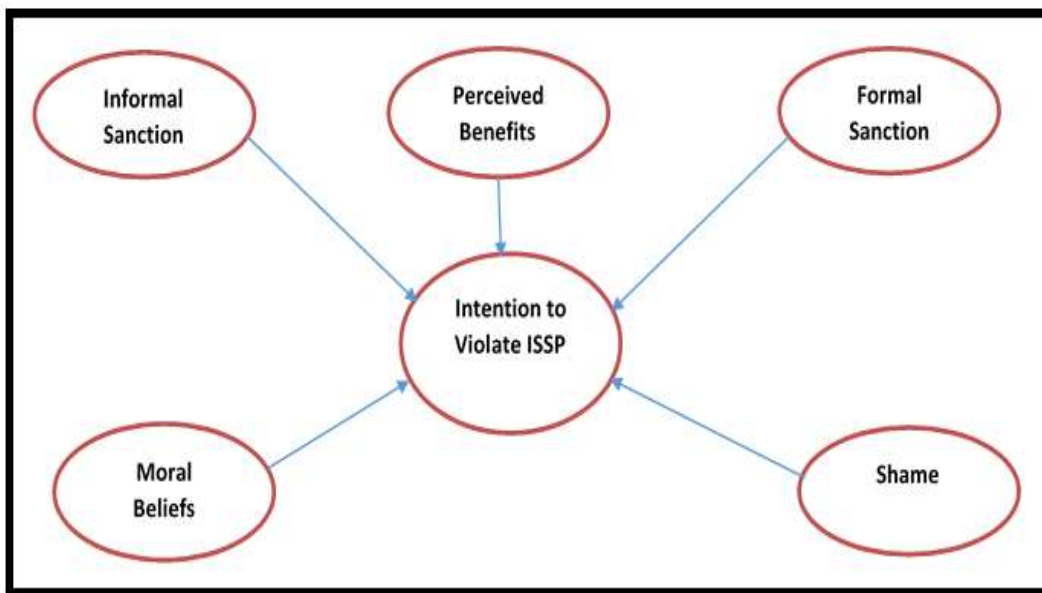 Informal
Sanction
Perceived
Benefits
Formal
Sanction
Intention to
Violate ISSP
Moral
Beliefs
Shame